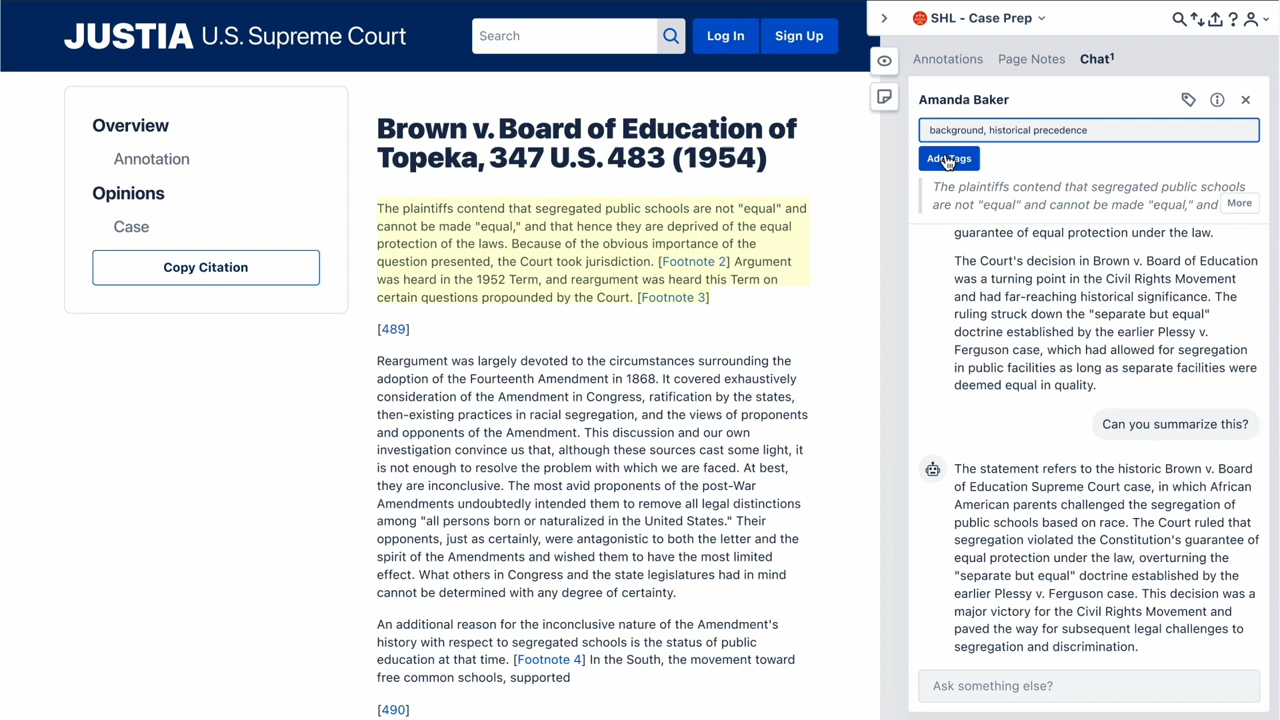 JUSTIA U.S. Supreme Court
Search
Log In
Sign Up
Overview
Annotation
Opinions
Case
Copy Citation
Brown v. Board of Education of
Topeka, 347 U.S. 483 (1954)
The plaintiffs contend that segregated public schools are not "equal" and
cannot be made "equal," and that hence they are deprived of the equal
protection of the laws. Because of the obvious importance of the
question presented, the Court took jurisdiction. [Footnote 2] Argument
was heard in the 1952 Term, and reargument was heard this Term on
certain questions propounded by the Court. [Footnote 3]
[489]
Reargument was largely devoted to the circumstances surrounding the
adoption of the Fourteenth Amendment in 1868. It covered exhaustively
consideration of the Amendment in Congress, ratification by the states,
then-existing practices in racial segregation, and the views of proponents
and opponents of the Amendment. This discussion and our own
investigation convince us that, although these sources cast some light, it
is not enough to resolve the problem with which we are faced. At best,
they are inconclusive. The most avid proponents of the post-War
Amendments undoubtedly intended them to remove all legal distinctions
among "all persons born or naturalized in the United States." Their
opponents, just as certainly, were antagonistic to both the letter and the
spirit of the Amendments and wished them to have the most limited
effect. What others in Congress and the state legislatures had in mind
cannot be determined with any degree of certainty.
An additional reason for the inconclusive nature of the Amendment's
history with respect to segregated schools is the status of public
education at that time. [Footnote 4] In the South, the movement toward
free common schools, supported
[490]
SHL - Case Prep
Annotations
Page Notes
Chat1
Amanda Baker
background, historical precedence
Add Tags
The plaintiffs contend that segregated public schools
are not "equal" and cannot be made "equal," and
More
guarantee of equal protection under the law.
The Court's decision in Brown v. Board of Education
was a turning point in the Civil Rights Movement
and had far-reaching historical significance. The
ruling struck down the "separate but equal"
doctrine established by the earlier Plessy v.
Ferguson case, which had allowed for segregation
in public facilities as long as separate facilities were
deemed equal in quality.
Can you summarize this?
The statement refers to the historic Brown v. Board
of Education Supreme Court case, in which African
American parents challenged the segregation of
public schools based on race. The Court ruled that
segregation violated the Constitution's guarantee of
equal protection under the law, overturning the
"separate but equal" doctrine established by the
earlier Plessy v. Ferguson case. This decision was a
major victory for the Civil Rights Movement and
paved the way for subsequent legal challenges to
segregation and discrimination.
Ask something else?